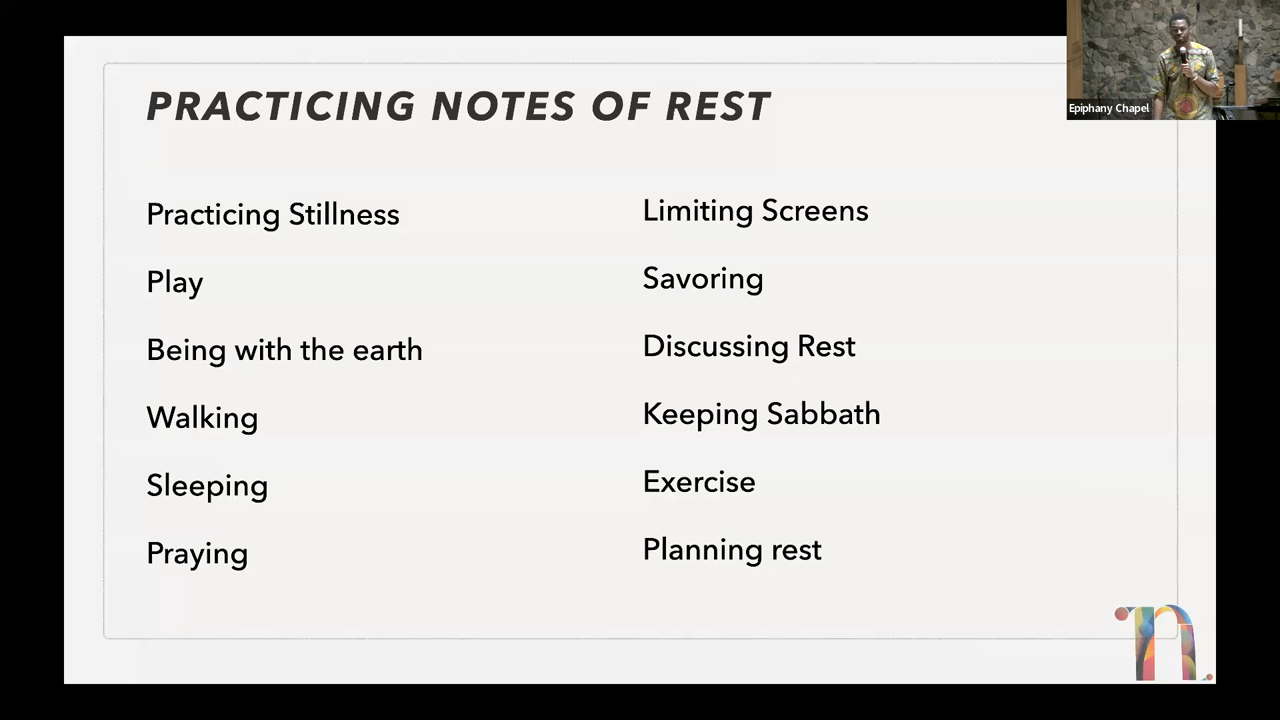 PRACTICING NOTES OF REST
Practicing Stillness
Play
Being with the earth
Walking
Sleeping
Praying
Limiting Screens
Savoring
Discussing Rest
Keeping Sabbath
Exercise
Planning rest
Epiphany Chapel
n.